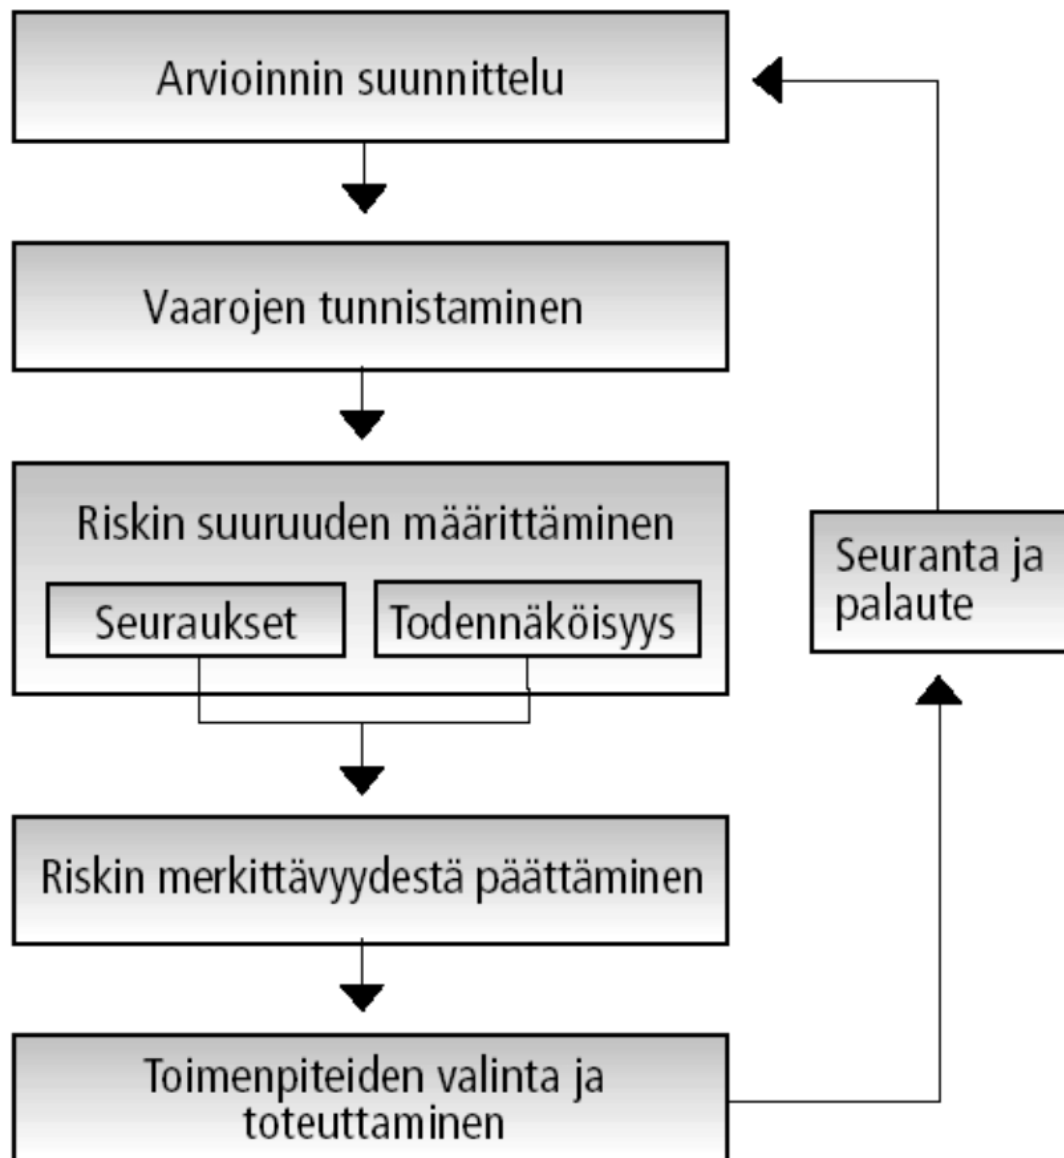 Arvioinnin suunnittelu
Vaarojen tunnistaminen
Riskin suuruuden määrittäminen
Seuraukset
Todennäköisyys
Riskin merkittävyydestä päättäminen
Toimenpiteiden valinta ja
toteuttaminen
Seuranta ja
palaute